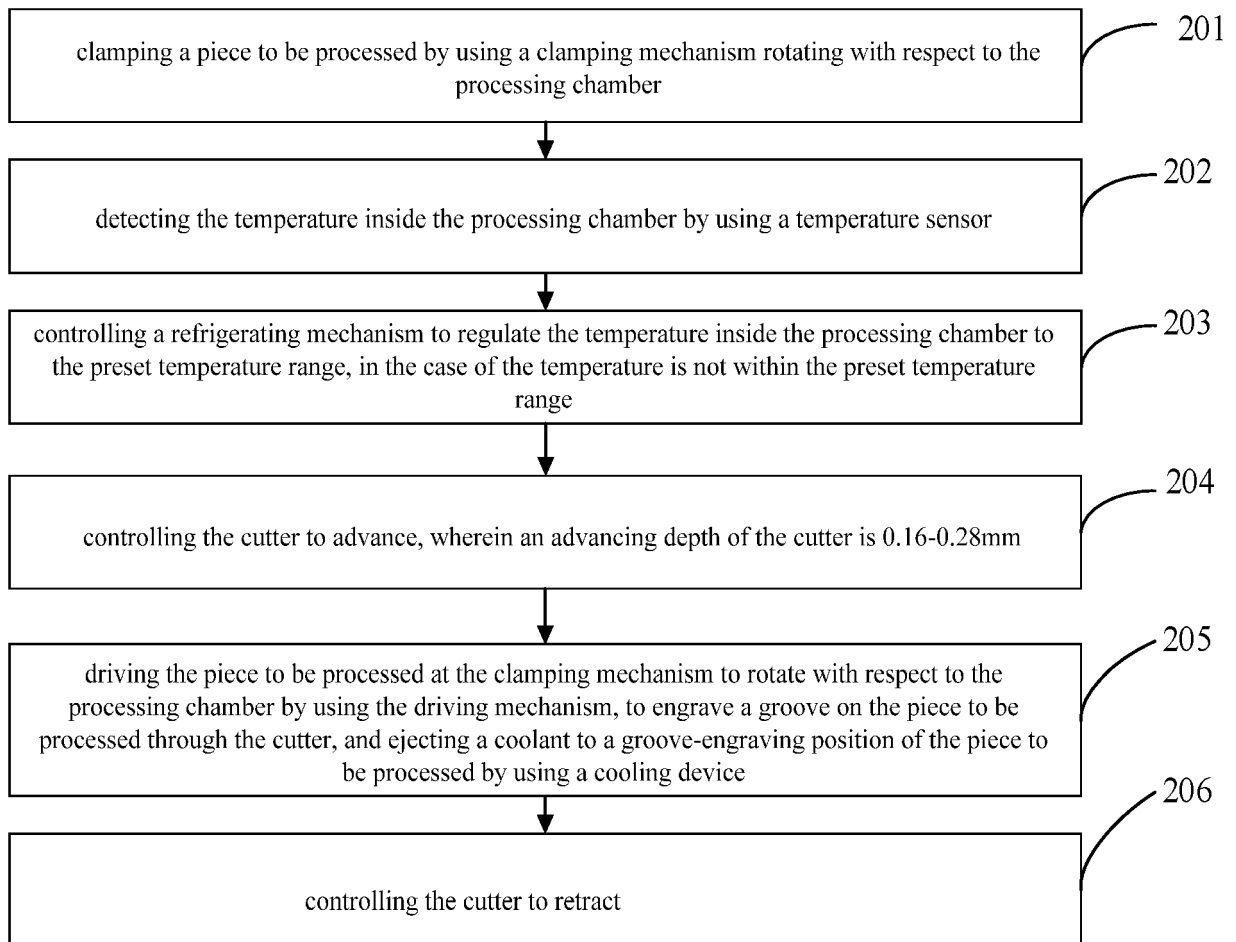 clamping a piece to be processed by using a clamping mechanism rotating with respect to the
processing chamber
201
detecting the temperature inside the processing chamber by using a temperature sensor
202
controlling a refrigerating mechanism to regulate the temperature inside the processing chamber to
the preset temperature range, in the case of the temperature is not within the preset temperature
range
203
controlling the cutter to advance, wherein an advancing depth of the cutter is 0.16-0.28mm
204
driving the piece to be processed at the clamping mechanism to rotate with respect to the
processing chamber by using the driving mechanism, to engrave a groove on the piece to be
processed through the cutter, and ejecting a coolant to a groove-engraving position of the piece to
be processed by using a cooling device
205
controlling the cutter to retract
206